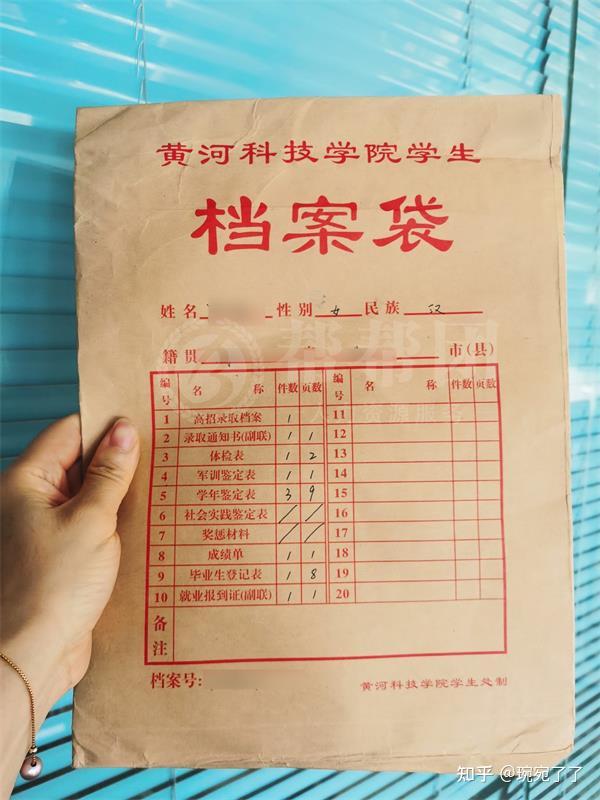 黄河科技学院学生
档案袋
姓名 性别 女 民族 汉
籍贯 市(县)
帮帮网
编号 名称 件数 页数 编号 名称 件数 页数
1 高招录取档案 1 11
2 录取通知书(副联) 1 1 12
3 体检表 1 2 13
4 军训鉴定表 1 1 14
5 学年鉴定表 3 9 15
6 社会实践鉴定表 / / 16
7 奖惩材料 / / 17
8 成绩单 1 1 18
9 毕业生登记表 1 8 19
10 就业报到证(副联) 1 1 20
备注
档案号:
黄河科技学院学生处制
知乎 @琬宛了了